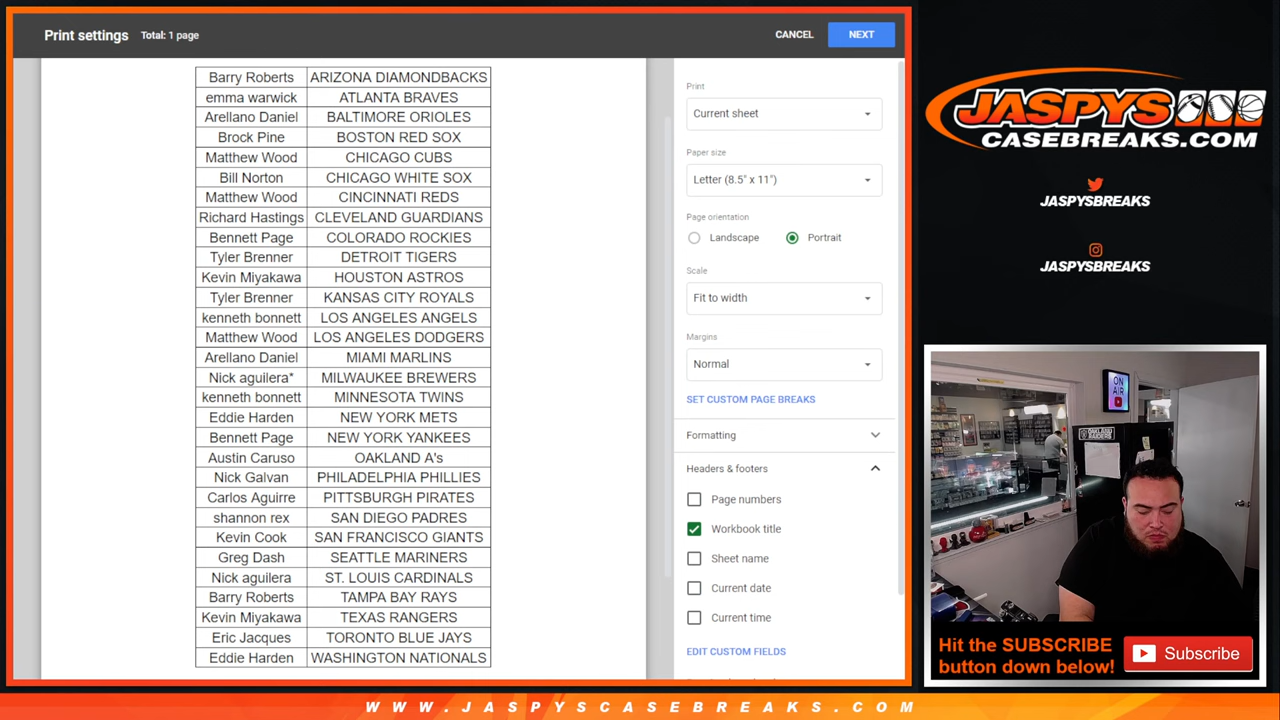 Print settings Total: 1 page CANCEL NEXT
Barry Roberts ARIZONA DIAMONDBACKS
emma warwick ATLANTA BRAVES
Arellano Daniel BALTIMORE ORIOLES
Brock Pine BOSTON RED SOX
Matthew Wood CHICAGO CUBS
Bill Norton CHICAGO WHITE SOX
Matthew Wood CINCINNATI REDS
Richard Hastings CLEVELAND GUARDIANS
Bennett Page COLORADO ROCKIES
Tyler Brenner DETROIT TIGERS
Kevin Miyakawa HOUSTON ASTROS
Tyler Brenner KANSAS CITY ROYALS
kenneth bonnett LOS ANGELES ANGELS
Matthew Wood LOS ANGELES DODGERS
Arellano Daniel MIAMI MARLINS
Nick aguilera* MILWAUKEE BREWERS
kenneth bonnett MINNESOTA TWINS
Eddie Harden NEW YORK METS
Bennett Page NEW YORK YANKEES
Austin Caruso OAKLAND A's
Nick Galvan PHILADELPHIA PHILLIES
Carlos Aguirre PITTSBURGH PIRATES
shannon rex SAN DIEGO PADRES
Kevin Cook SAN FRANCISCO GIANTS
Greg Dash SEATTLE MARINERS
Nick aguilera ST. LOUIS CARDINALS
Barry Roberts TAMPA BAY RAYS
Kevin Miyakawa TEXAS RANGERS
Eric Jacques TORONTO BLUE JAYS
Eddie Harden WASHINGTON NATIONALS
Print
Current sheet
Paper size
Letter (8.5" x 11")
Page orientation
Landscape Portrait
Scale
Fit to width
Margins
Normal
SET CUSTOM PAGE BREAKS
Formatting
Headers & footers
Page numbers
Workbook title
Sheet name
Current date
Current time
EDIT CUSTOM FIELDS
JASPYS
CASEBREAKS.COM
JASPYSBREAKS
JASPYSBREAKS
ON
AIR
OAKLAND
RAIDERS
Hit the SUBSCRIBE
button down below!
Subscribe
WWW.JASPYSCASEBREAKS.COM